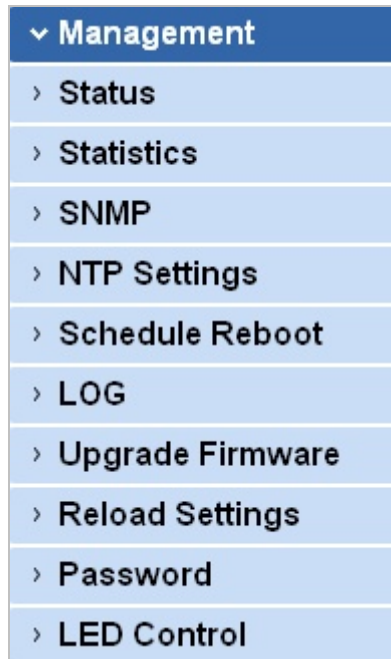 Management
Status
Statistics
SNMP
NTP Settings
Schedule Reboot
LOG
Upgrade Firmware
Reload Settings
Password
LED Control